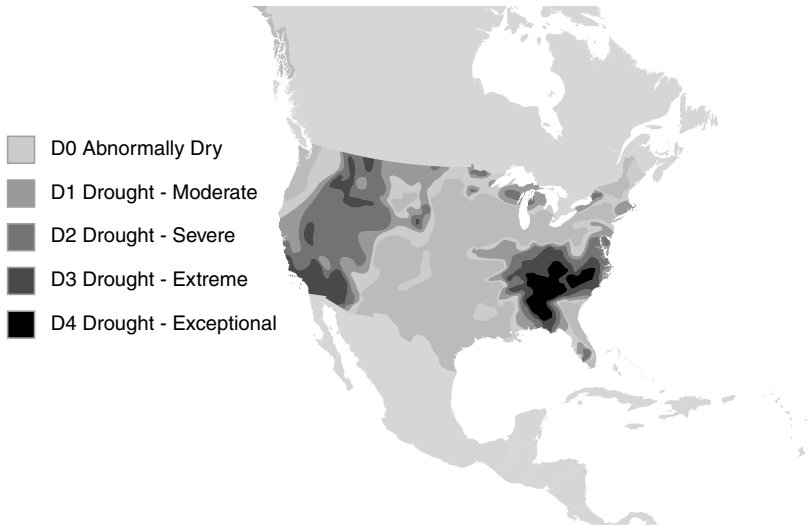 D0 Abnormally Dry
D1 Drought - Moderate
D2 Drought - Severe
D3 Drought - Extreme
D4 Drought - Exceptional